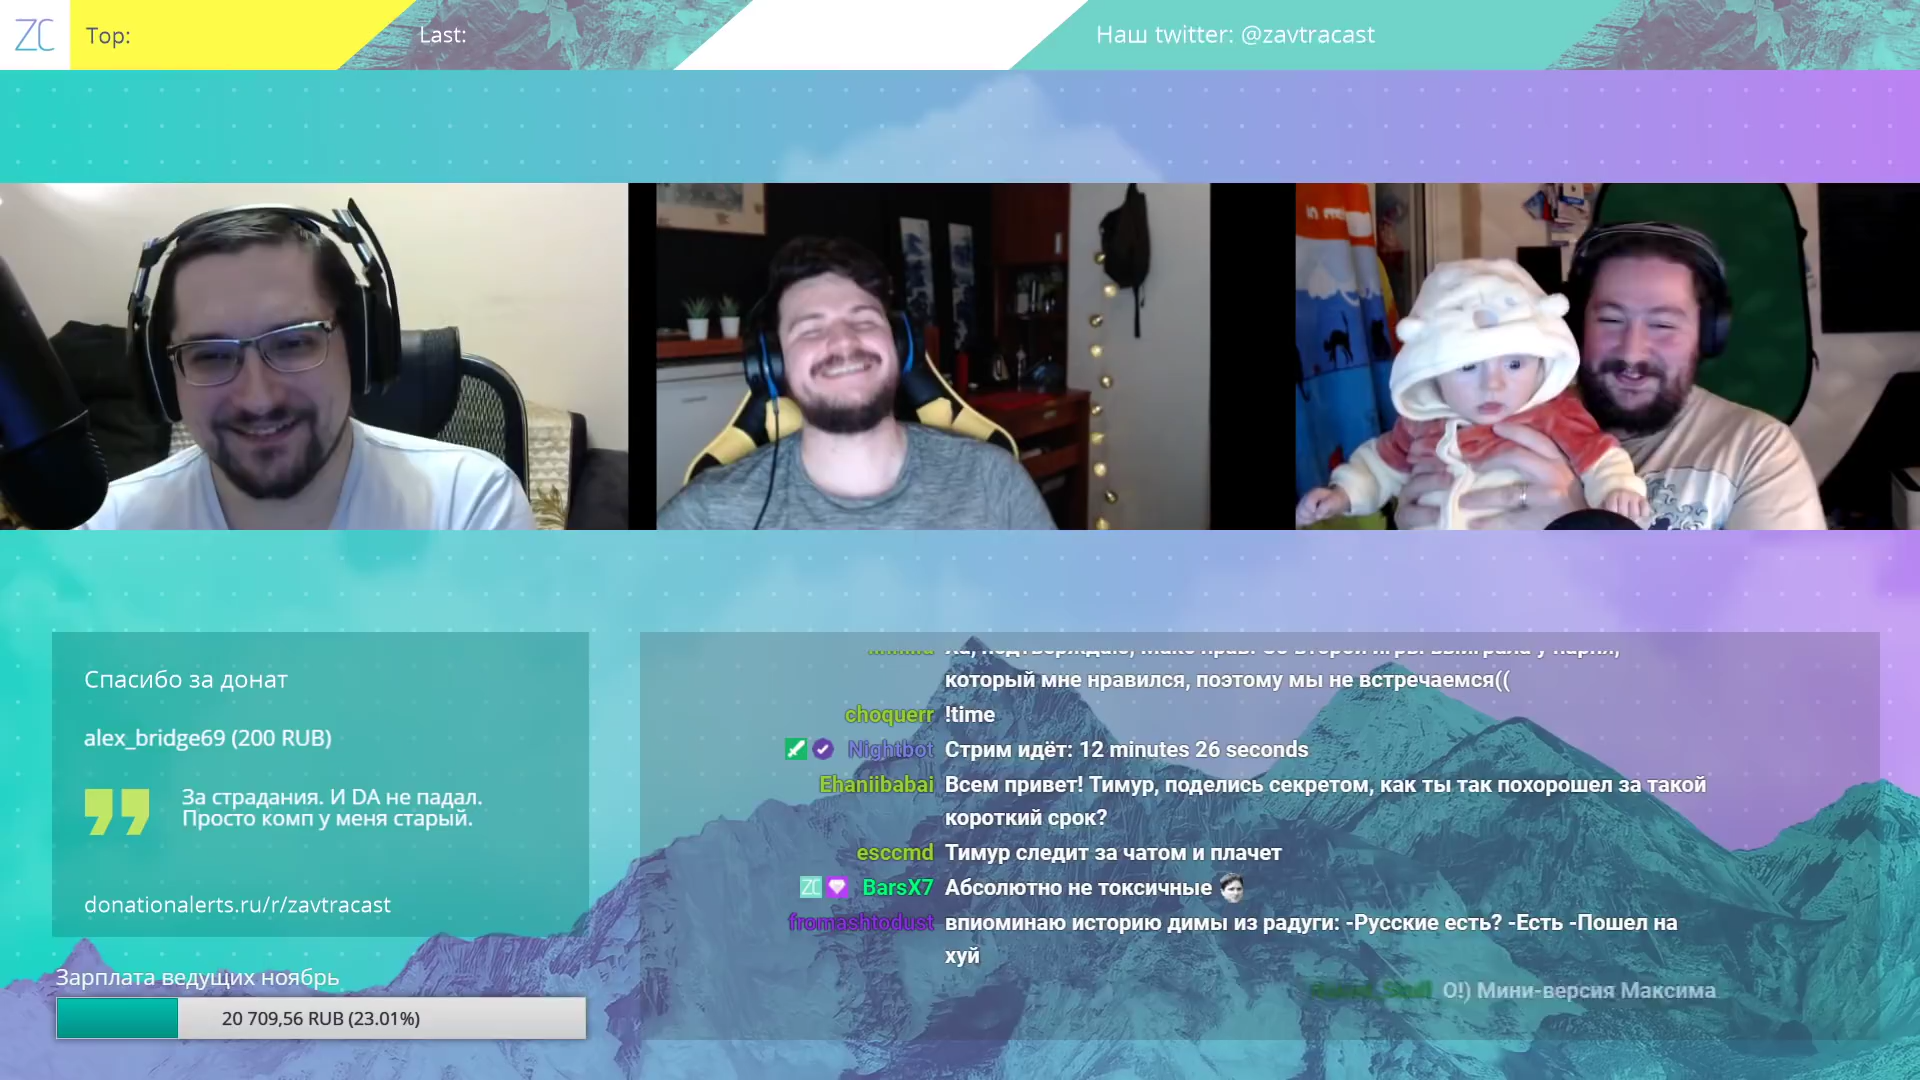 ZC
Top:
Last:
Наш twitter: @zavtracast
in m
Спасибо за донат
alex_bridge69 (200 RUB)
За страдания. И DA не падал.
Просто комп у меня старый.
donationalerts.ru/r/zavtracast
Зарплата ведущих ноябрь
20 709,56 RUB (23.01%)
который мне нравился, поэтому мы не встречаемся((
choquerr !time
Nightbot Стрим идёт: 12 minutes 26 seconds
Ehaniibabai Всем привет! Тимур, поделись секретом, как ты так похорошел за такой
короткий срок?
esccmd Тимур следит за чатом и плачет
ZC BarsX7 Абсолютно не токсичные
fromashtodust впиоминаю историю димы из радуги: -Русские есть? -Есть -Пошел на
хуй
О!) Мини-версия Максима